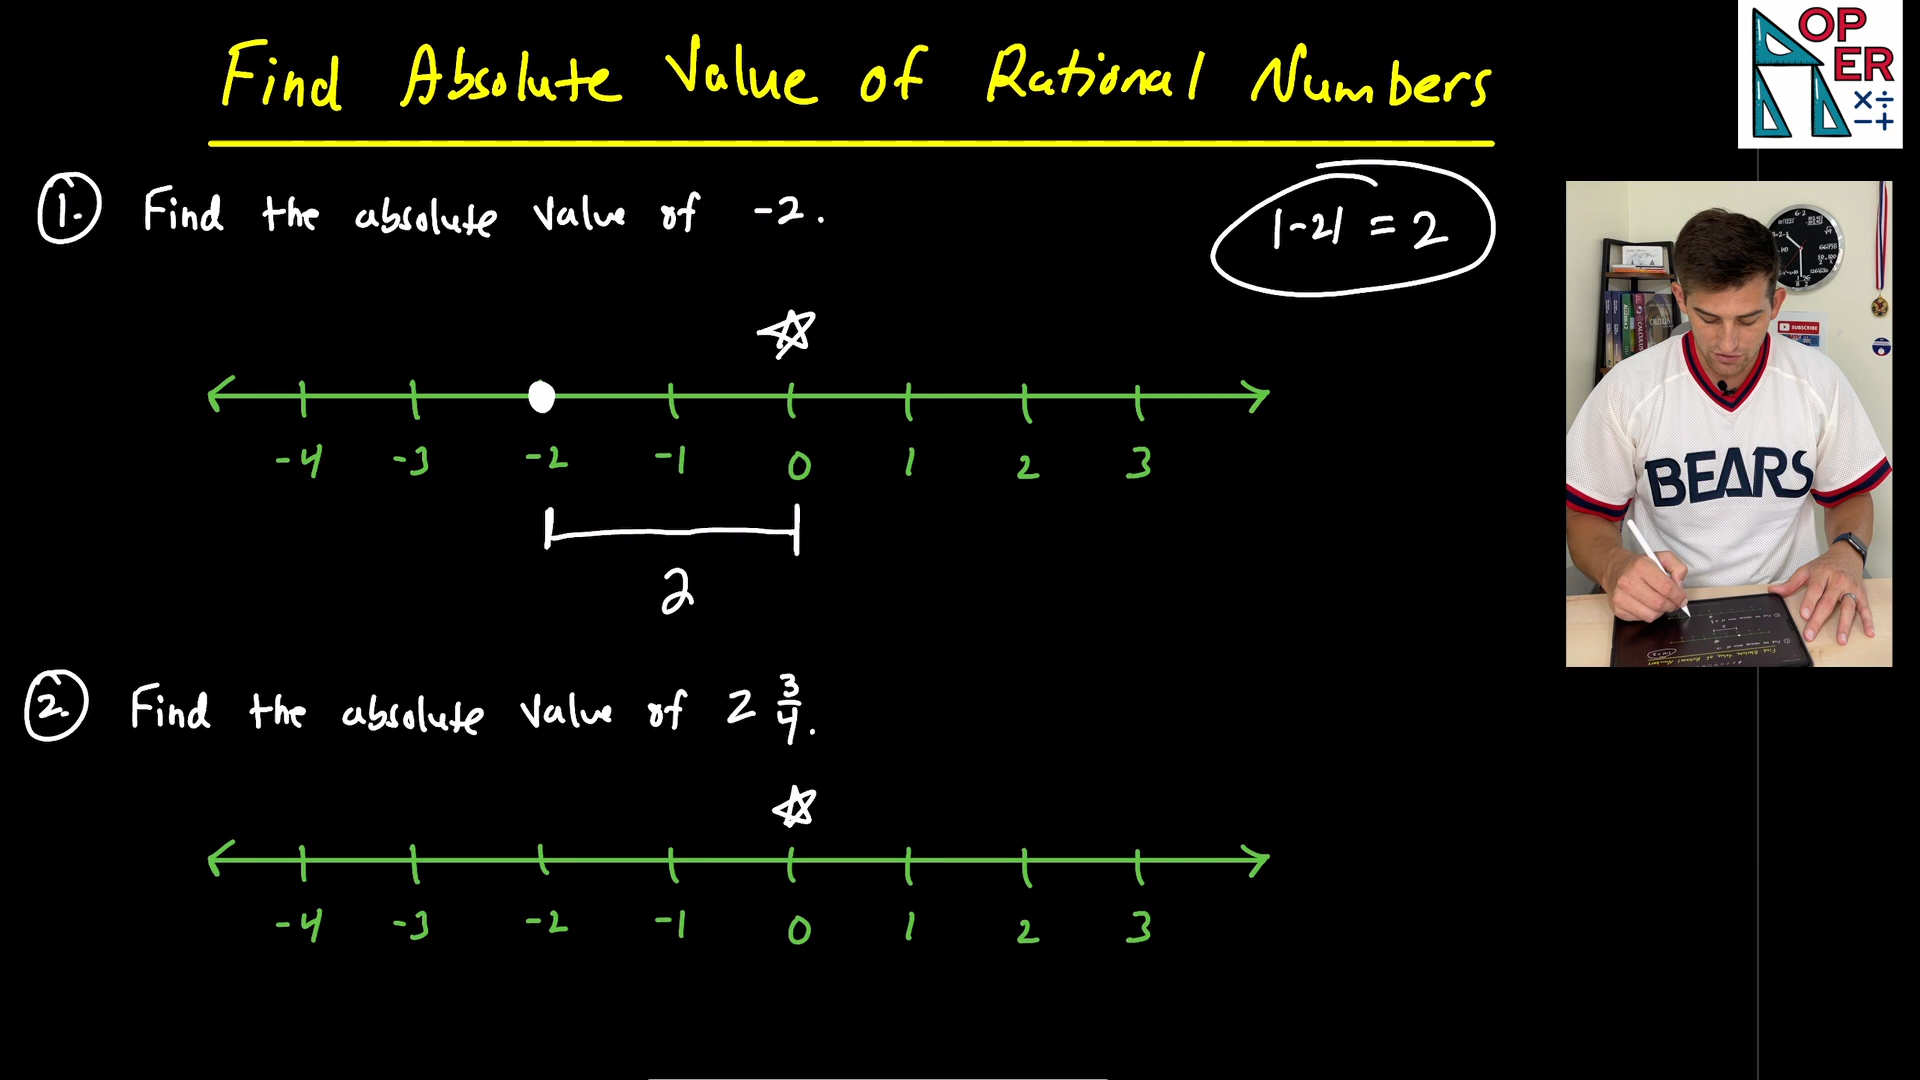 Find Absolute Value of Rational Numbers
OP
ER
×÷
−+
1. Find the absolute value of -2.
|-2| = 2
-4 -3 -2 -1 0 1 2 3
2
2. Find the absolute value of 2 3/4.
-4 -3 -2 -1 0 1 2 3
BEARS
SUBSCRIBE